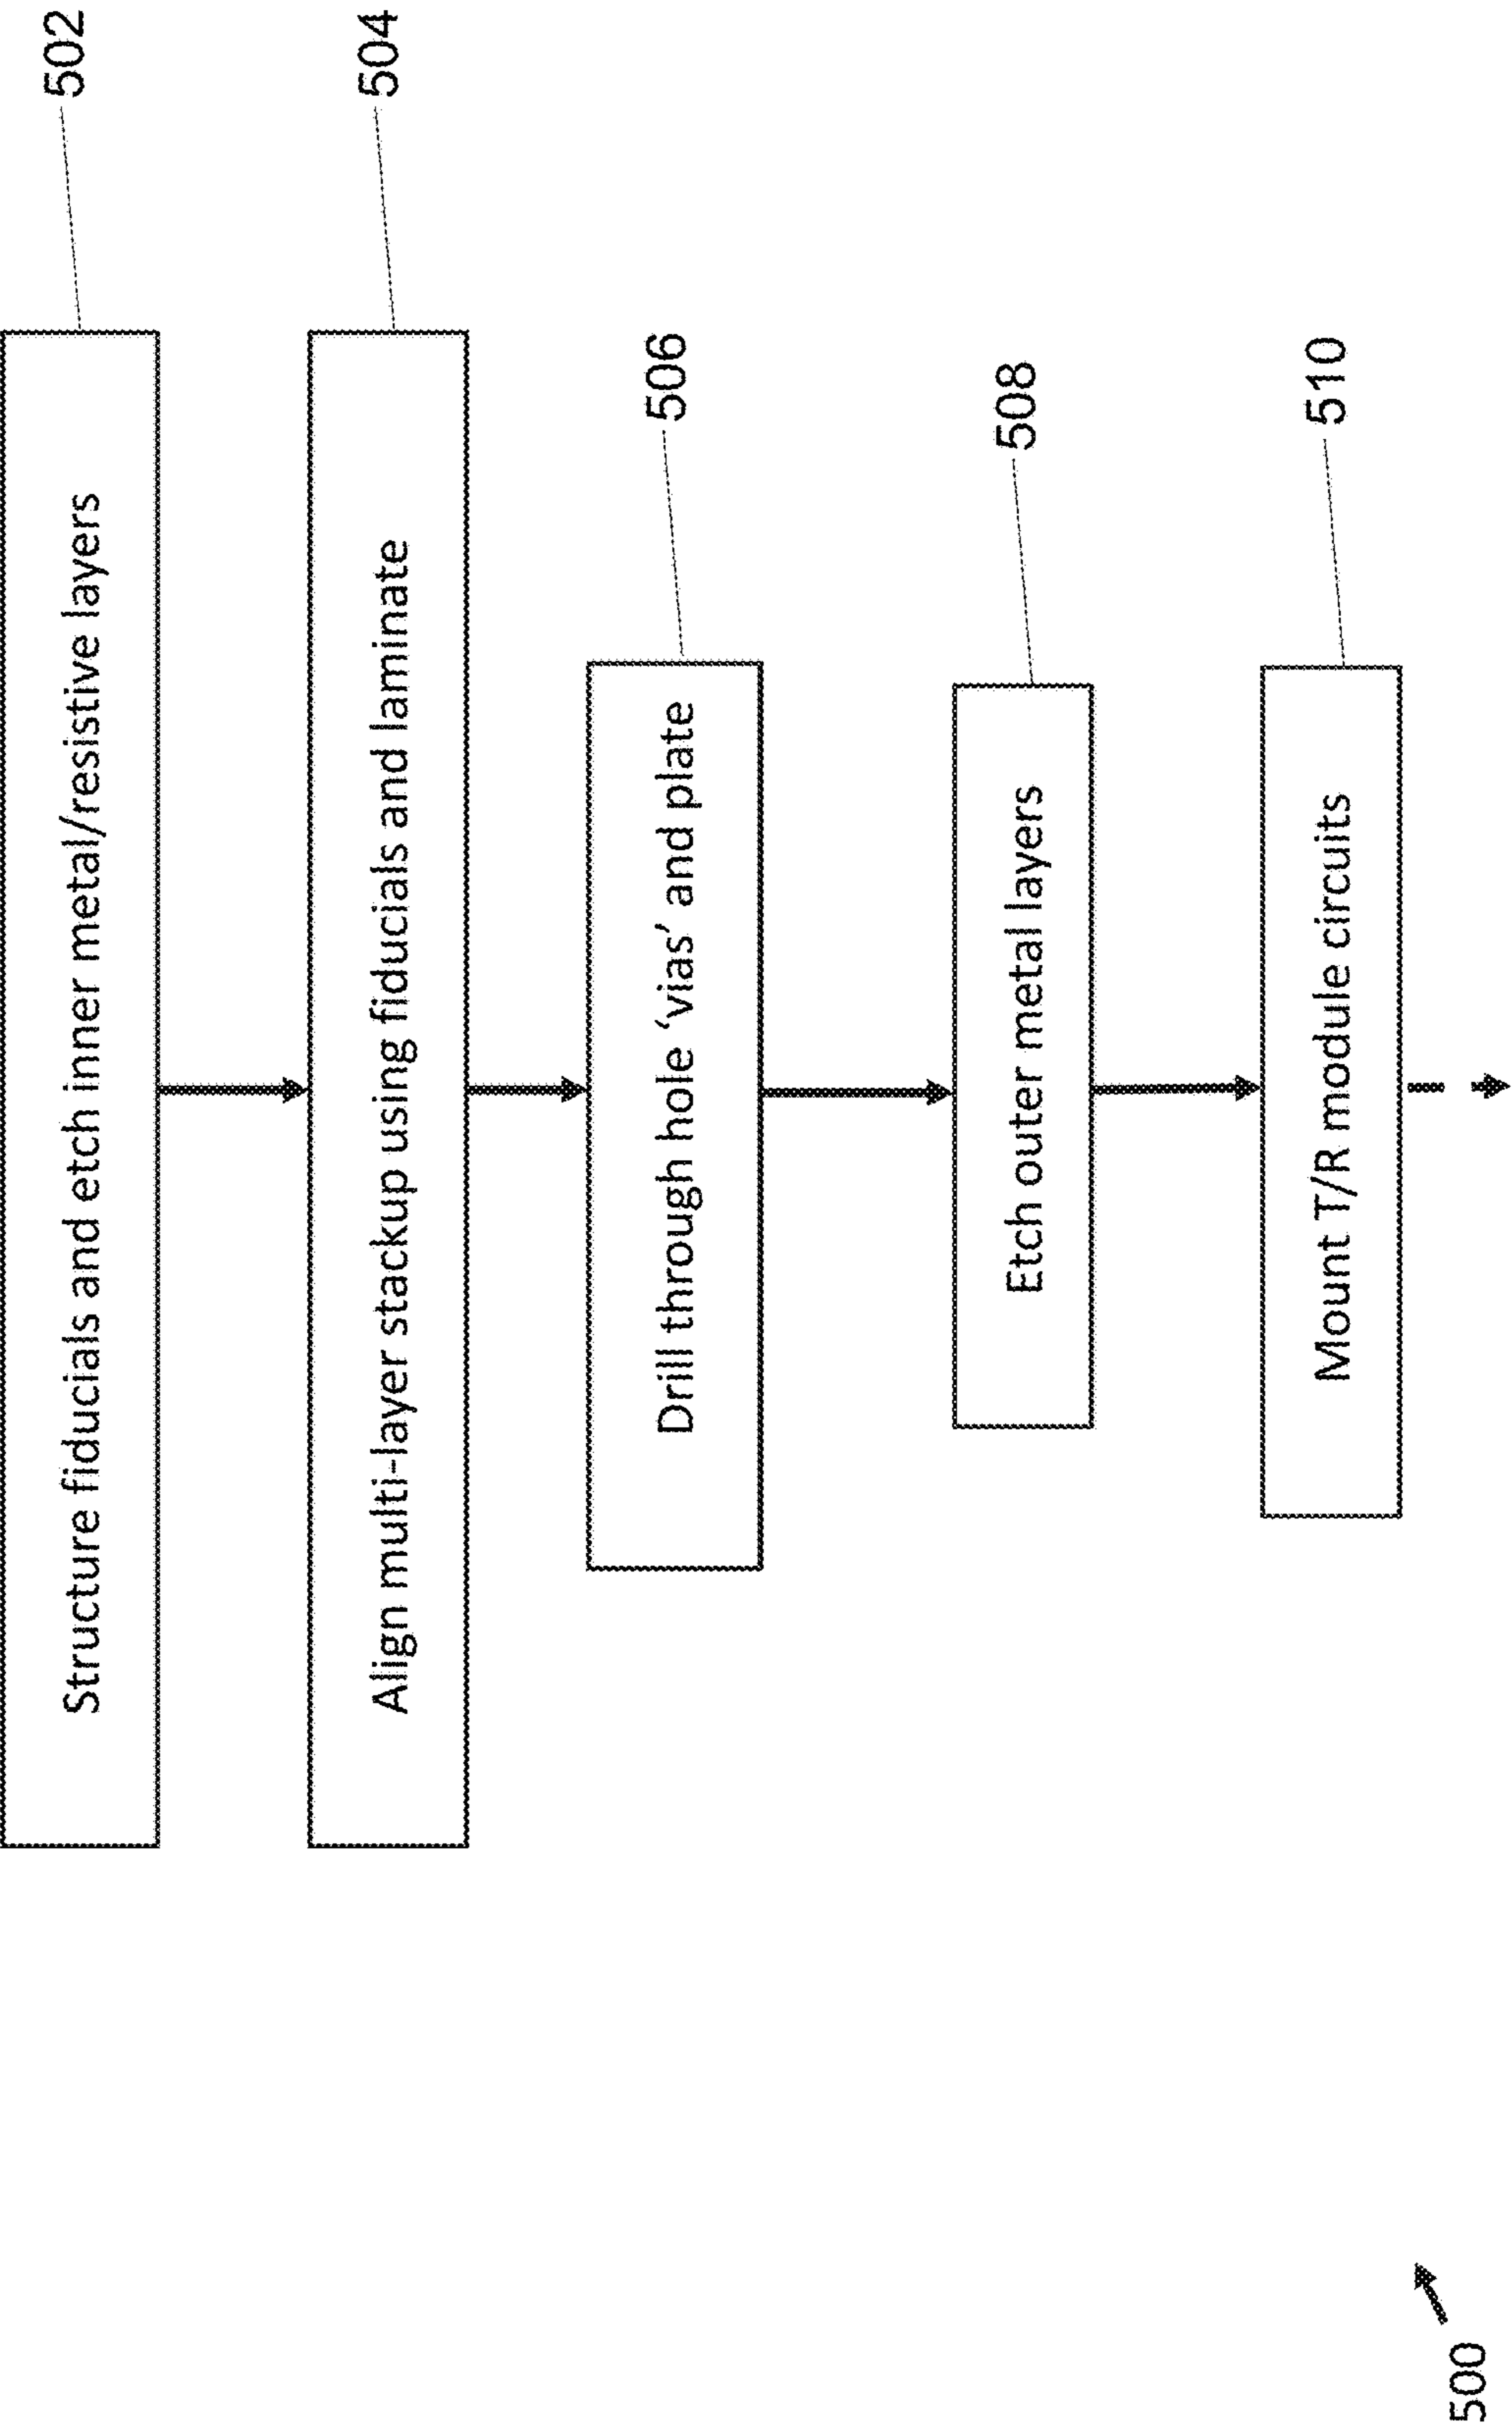 Structure fiducials and etch inner metal/resistive layers
502
Align multi-layer stackup using fiducials and laminate
504
Drill through hole ‘vias’ and plate
506
Etch outer metal layers
508
Mount T/R module circuits
510
500